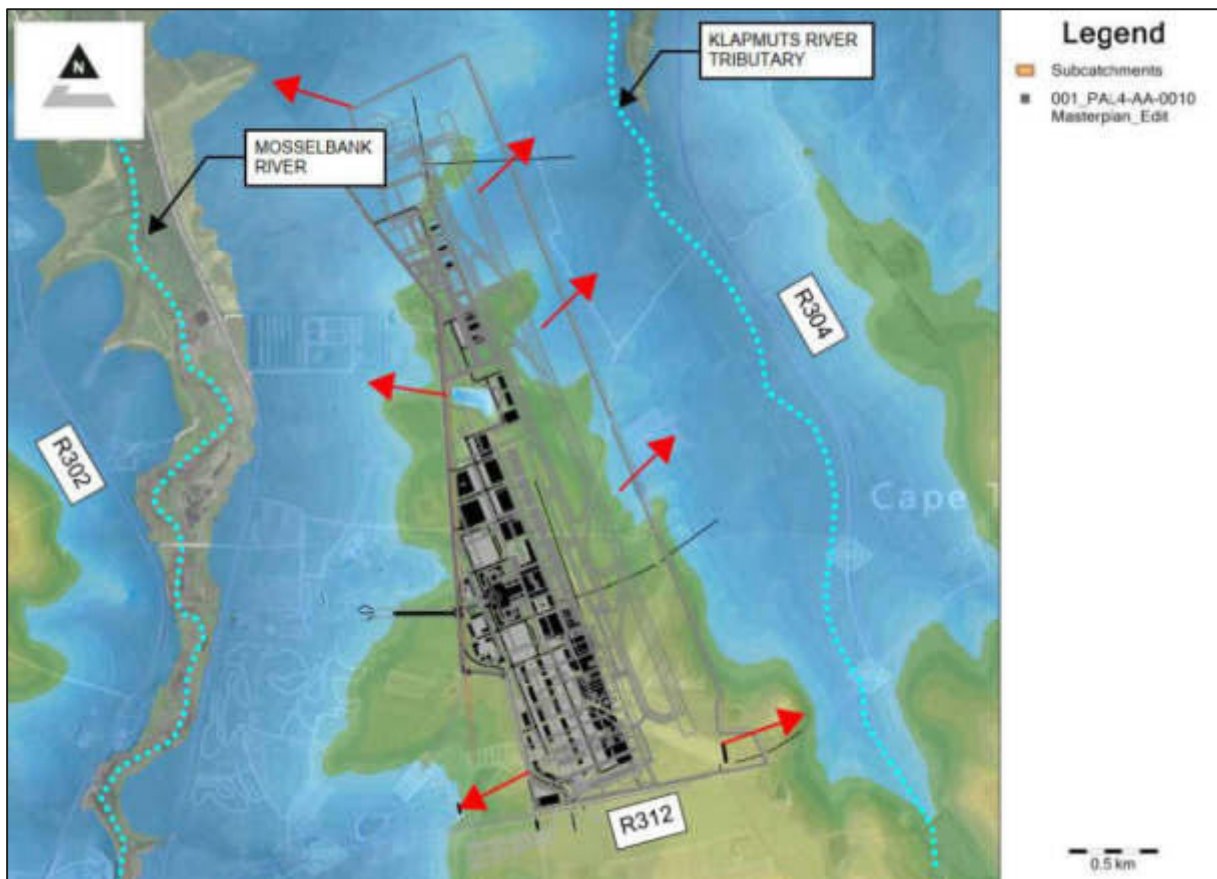 N
KLAPMUTS RIVER
TRIBUTARY
MOSSELBANK
RIVER
R304
R302
Cape T
R312
Legend
Subcatchments
001_PAL4-AA-0010
Masterplan_Edit
0.5 km